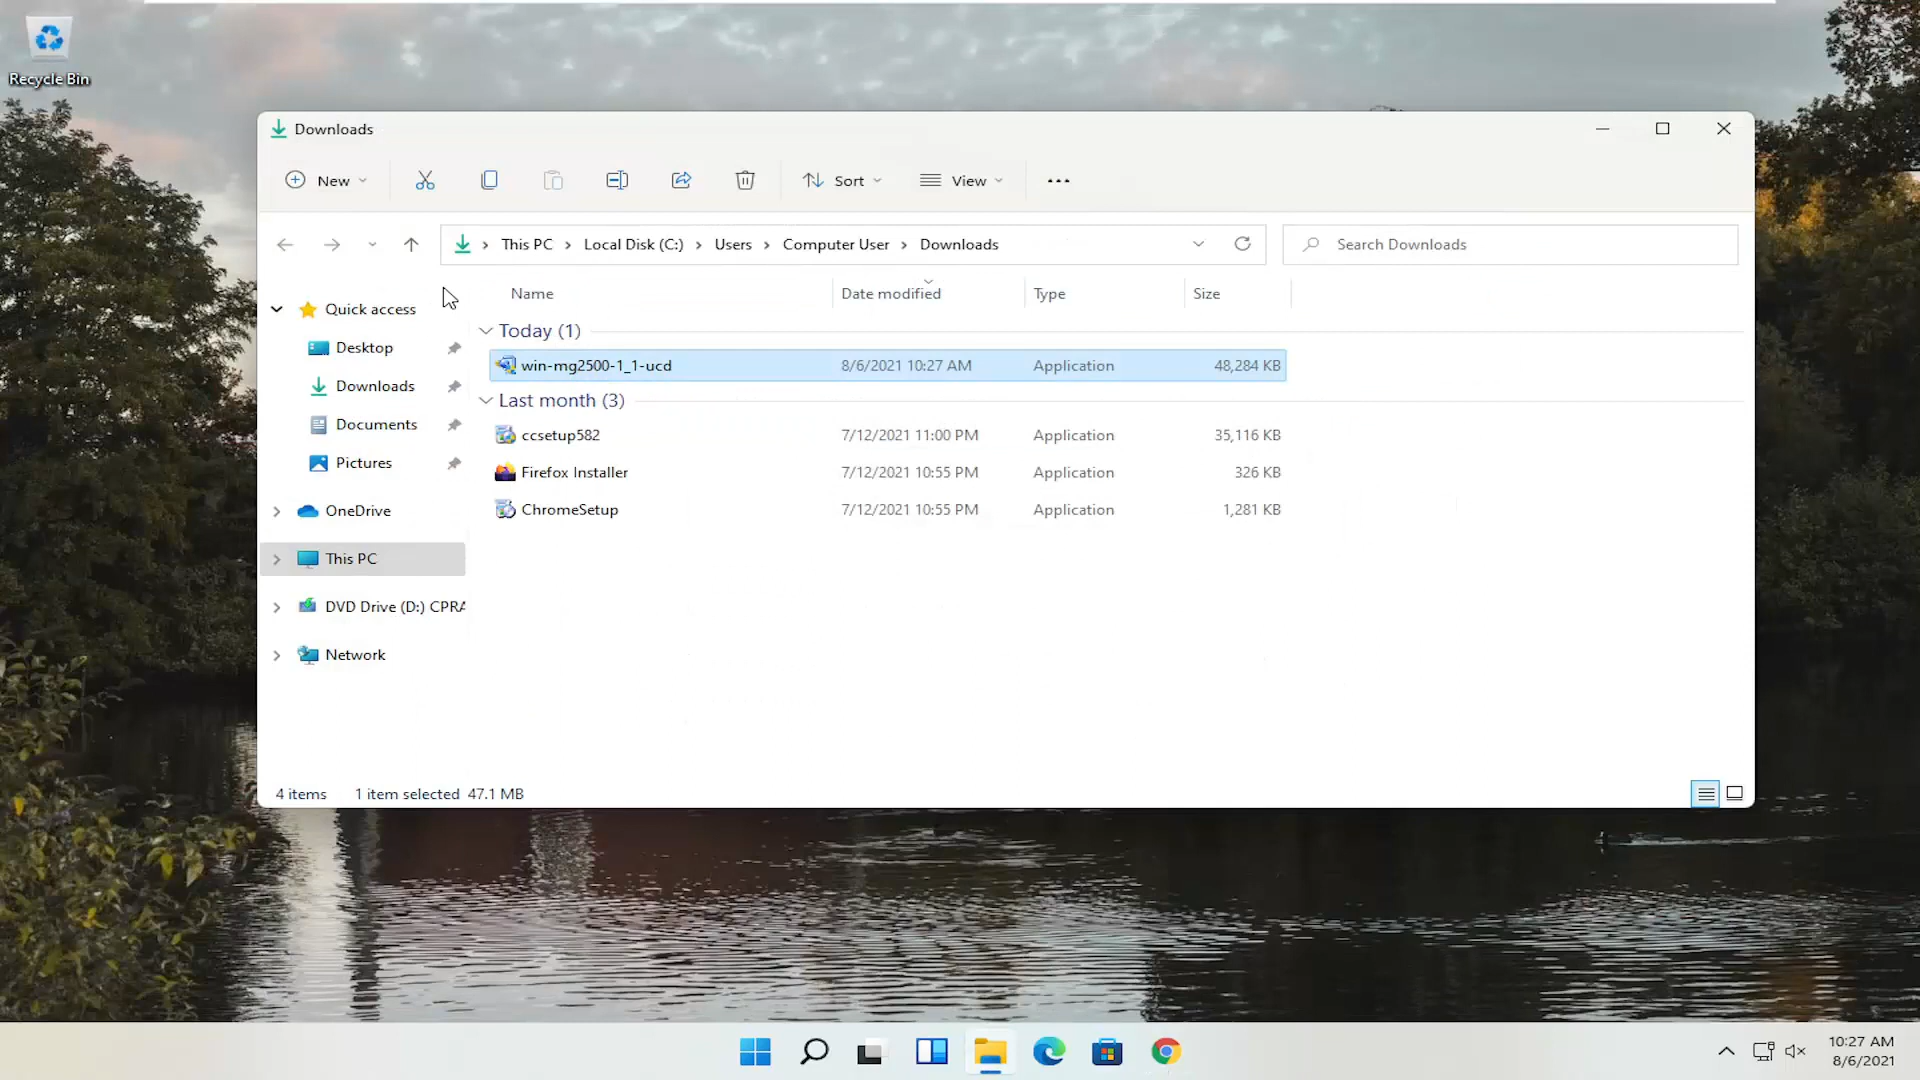 Recycle Bin
Downloads
New
Sort
View
This PC > Local Disk (C:) > Users > Computer User > Downloads
Search Downloads
Name Date modified Type Size
Quick access
Desktop
Downloads
Documents
Pictures
OneDrive
This PC
DVD Drive (D:) CPRA
Network
Today (1)
win-mg2500-1_1-ucd 8/6/2021 10:27 AM Application 48,284 KB
Last month (3)
ccsetup582 7/12/2021 11:00 PM Application 35,116 KB
Firefox Installer 7/12/2021 10:55 PM Application 326 KB
ChromeSetup 7/12/2021 10:55 PM Application 1,281 KB
4 items 1 item selected 47.1 MB
10:27 AM
8/6/2021